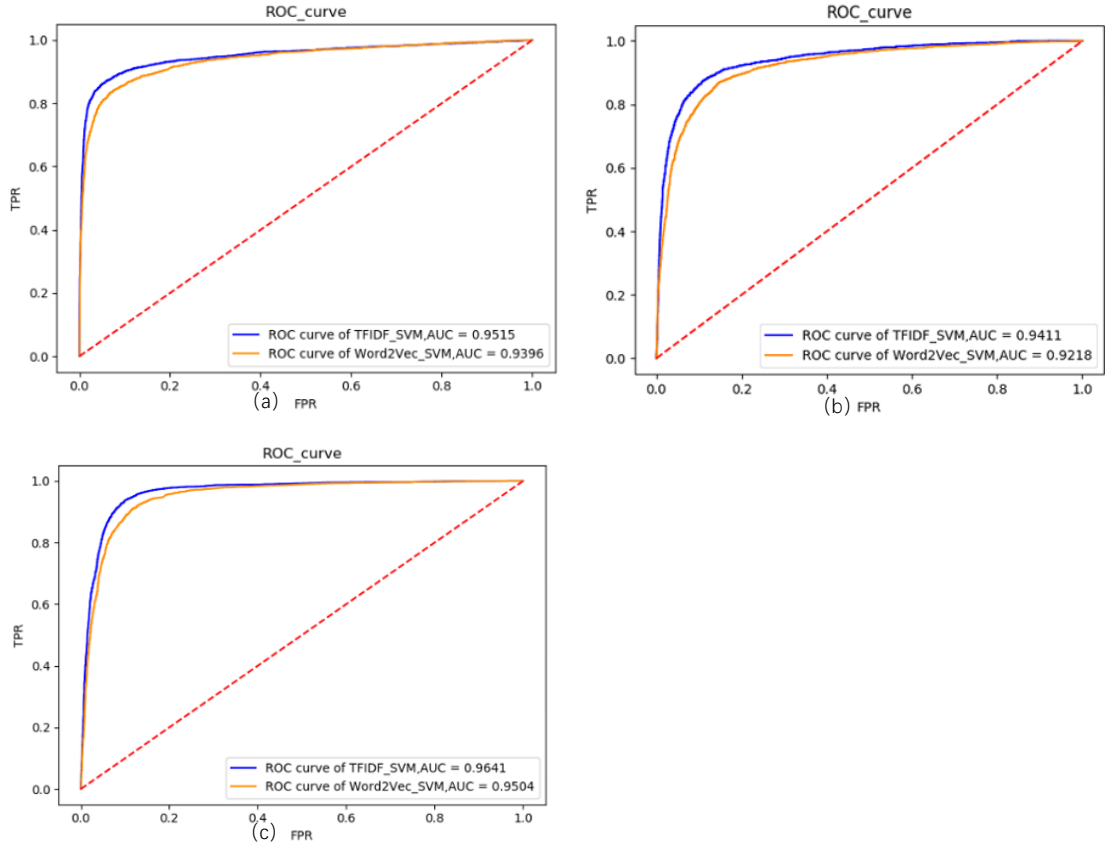 ROC_curve
1.0
0.8
0.6
0.4
0.2
0.0
TPR
ROC curve of TFIDF_SVM,AUC = 0.9515
ROC curve of Word2Vec_SVM,AUC = 0.9396
0.0 0.2 0.4 0.6 0.8 1.0
(a) FPR
ROC_curve
1.0
0.8
0.6
0.4
0.2
0.0
TPR
ROC curve of TFIDF_SVM,AUC = 0.9411
ROC curve of Word2Vec_SVM,AUC = 0.9218
0.0 0.2 0.4 0.6 0.8 1.0
(b) FPR
ROC_curve
1.0
0.8
0.6
0.4
0.2
0.0
TPR
ROC curve of TFIDF_SVM,AUC = 0.9641
ROC curve of Word2Vec_SVM,AUC = 0.9504
0.0 0.2 0.4 0.6 0.8 1.0
(c) FPR